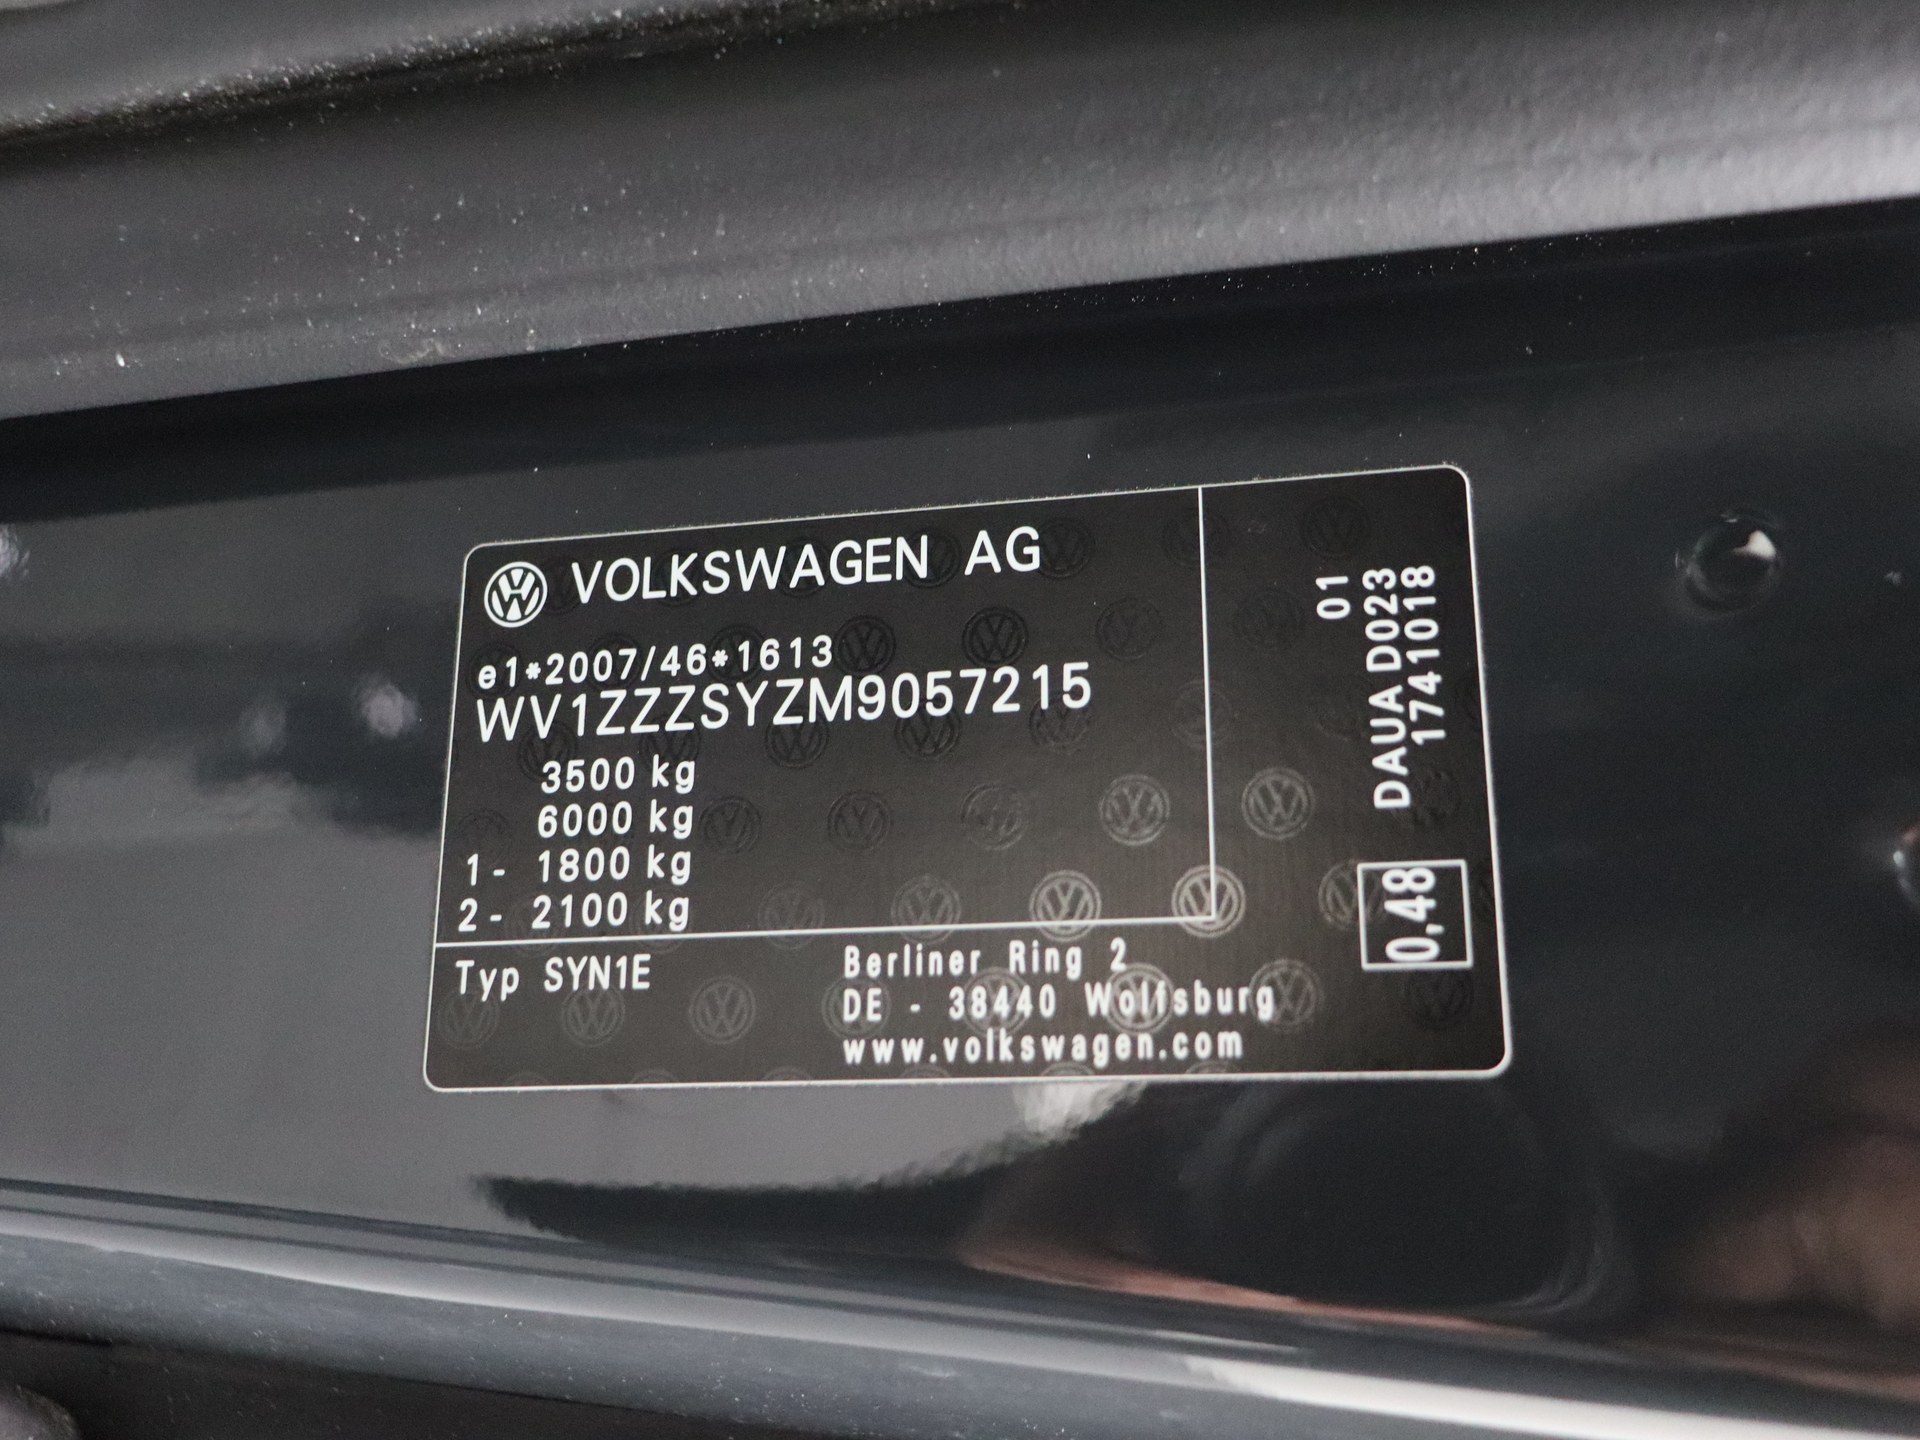 VOLKSWAGEN AG
e1*2007/46*1613
WV1ZZZSYZM9057215
3500 kg
6000 kg
1- 1800 kg
2- 2100 kg
Typ SYN1E
Berliner Ring 2
DE - 38440 Wolfsburg
www.volkswagen.com
01
DAUA D023
1741018
0,48